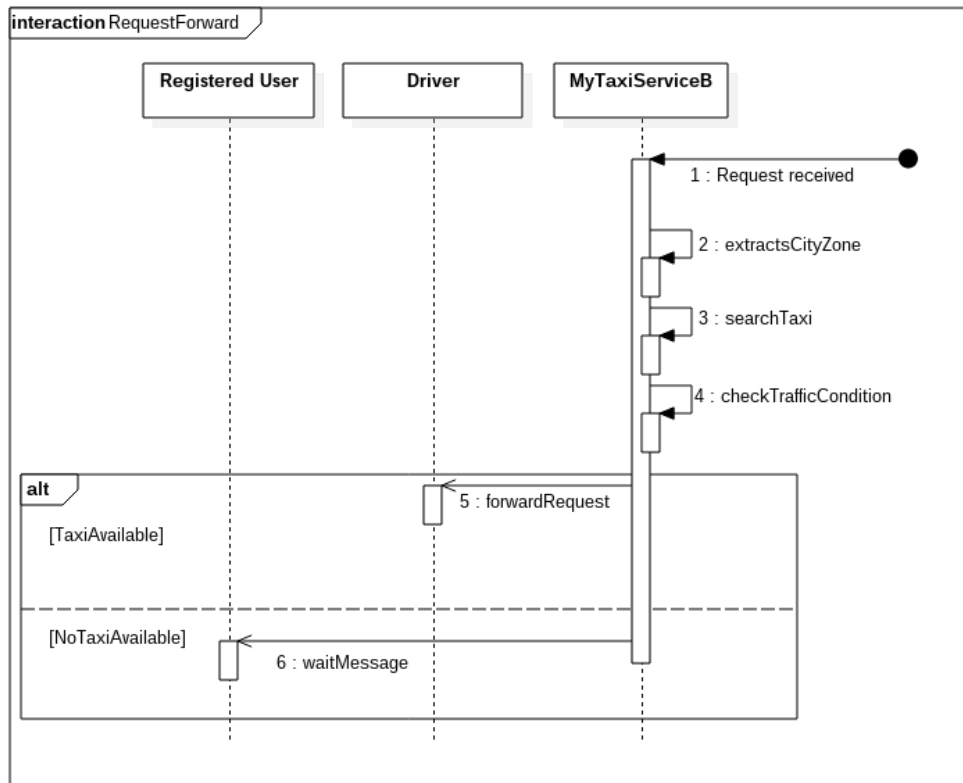 interaction RequestForward
Registered User
Driver
MyTaxiServiceB
1 : Request received
2 : extractsCityZone
3 : searchTaxi
4 : checkTrafficCondition
alt
5 : forwardRequest
[TaxiAvailable]
[NoTaxiAvailable]
6 : waitMessage